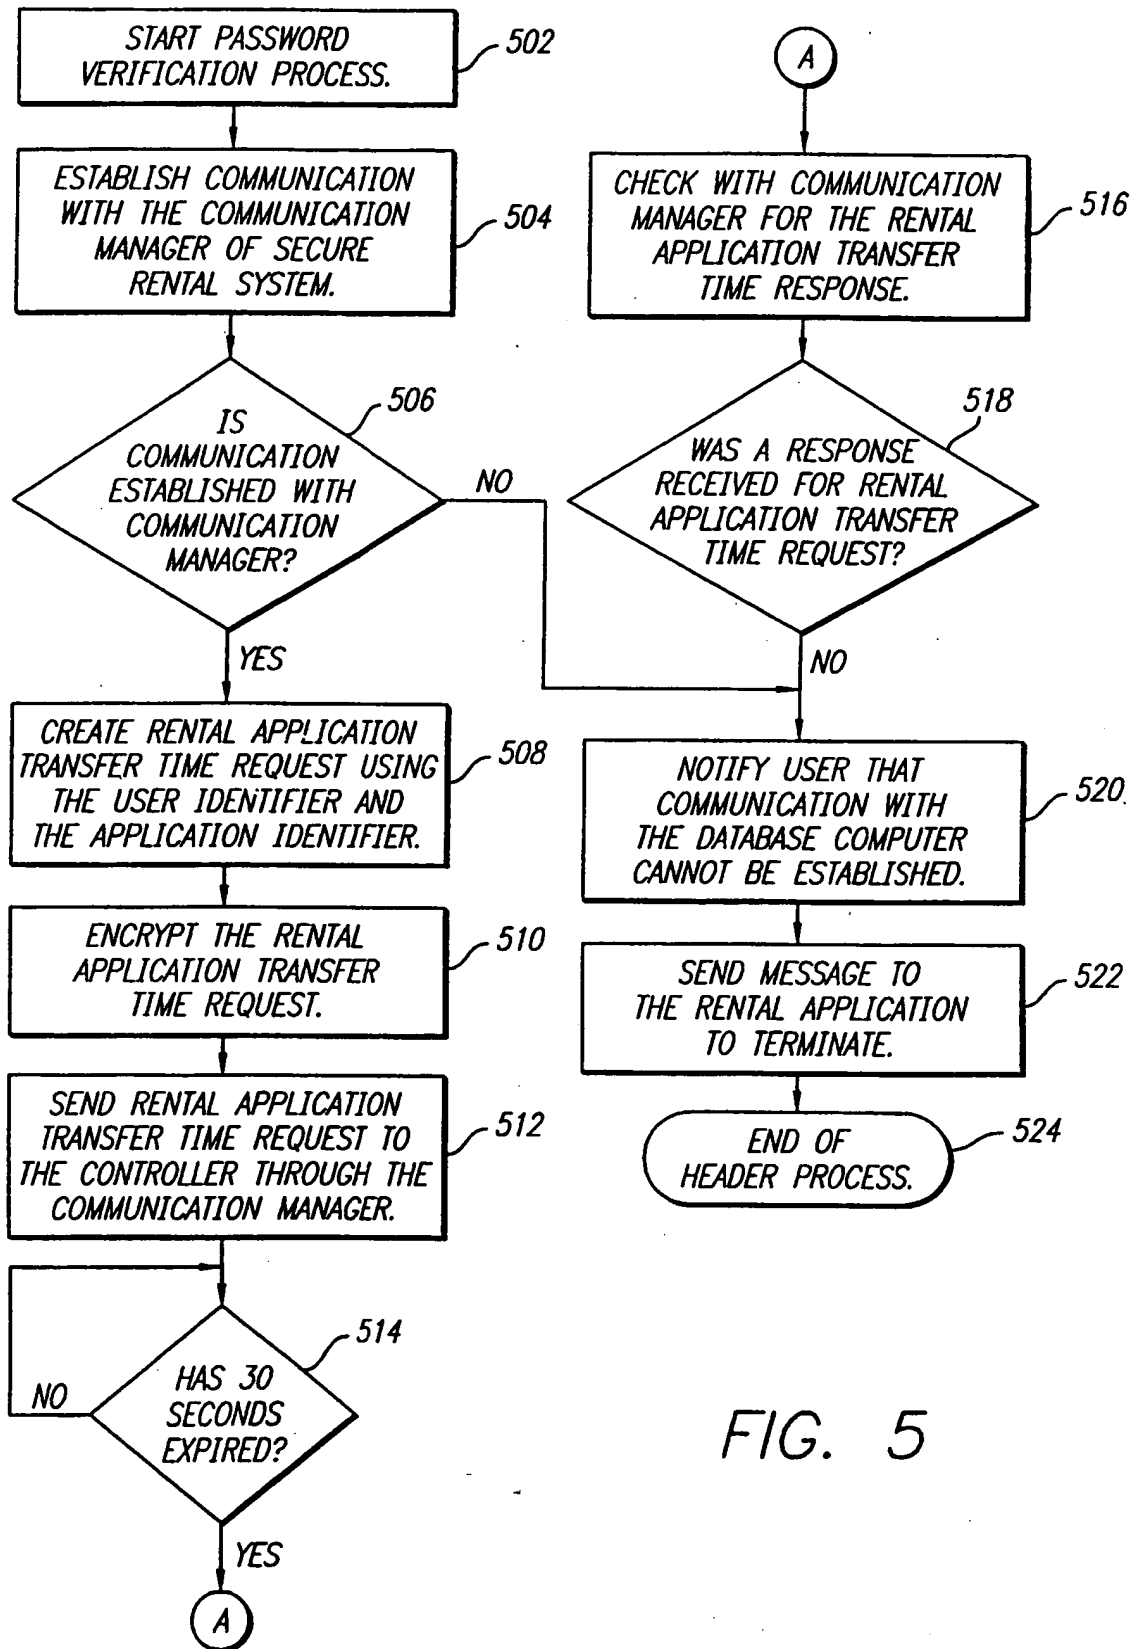 START PASSWORD
VERIFICATION PROCESS.
502
ESTABLISH COMMUNICATION
WITH THE COMMUNICATION
MANAGER OF SECURE
RENTAL SYSTEM.
504
IS
COMMUNICATION
ESTABLISHED WITH
COMMUNICATION
MANAGER?
506
NO
YES
CREATE RENTAL APPLICATION
TRANSFER TIME REQUEST USING
THE USER IDENTIFIER AND
THE APPLICATION IDENTIFIER.
508
ENCRYPT THE RENTAL
APPLICATION TRANSFER
TIME REQUEST.
510
SEND RENTAL APPLICATION
TRANSFER TIME REQUEST TO
THE CONTROLLER THROUGH THE
COMMUNICATION MANAGER.
512
HAS 30
SECONDS
EXPIRED?
514
NO
YES
A
A
CHECK WITH COMMUNICATION
MANAGER FOR THE RENTAL
APPLICATION TRANSFER
TIME RESPONSE.
516
WAS A RESPONSE
RECEIVED FOR RENTAL
APPLICATION TRANSFER
TIME REQUEST?
518
NO
NOTIFY USER THAT
COMMUNICATION WITH
THE DATABASE COMPUTER
CANNOT BE ESTABLISHED.
520
SEND MESSAGE TO
THE RENTAL APPLICATION
TO TERMINATE.
522
END OF
HEADER PROCESS.
524
FIG. 5